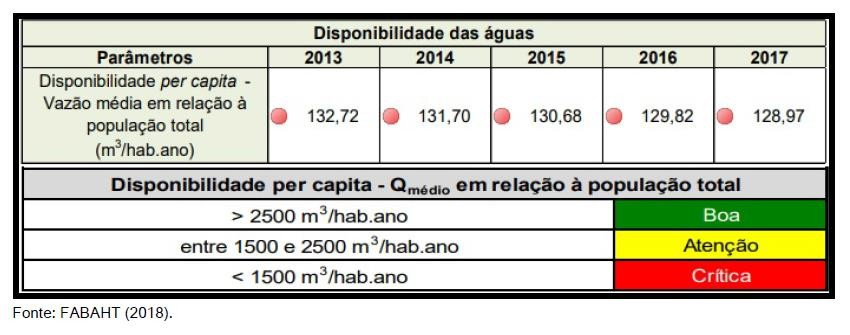 Disponibilidade das águas
Parâmetros 2013 2014 2015 2016 2017
Disponibilidade per capita -
Vazão média em relação à
população total
(m³/hab.ano)
132,72 131,70 130,68 129,82 128,97
Disponibilidade per capita - Qmédio em relação à população total
> 2500 m³/hab.ano Boa
entre 1500 e 2500 m³/hab.ano Atenção
< 1500 m³/hab.ano Crítica
Fonte: FABAHT (2018).